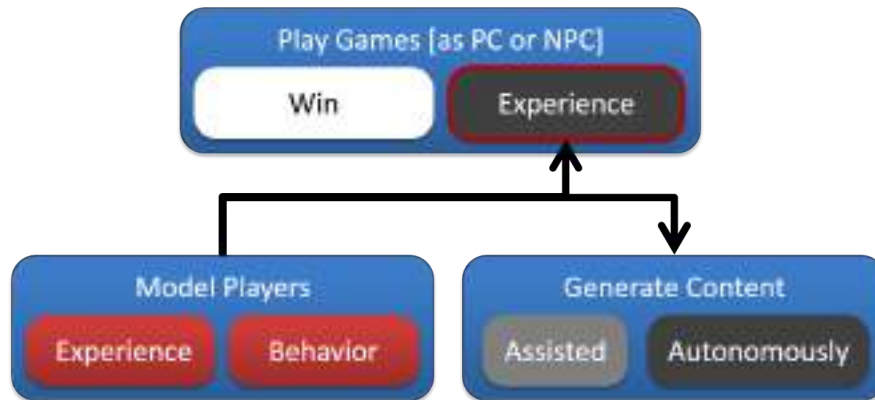 Play Games [as PC or NPC]
Win
Experience
Model Players
Experience
Behavior
Generate Content
Assisted
Autonomously